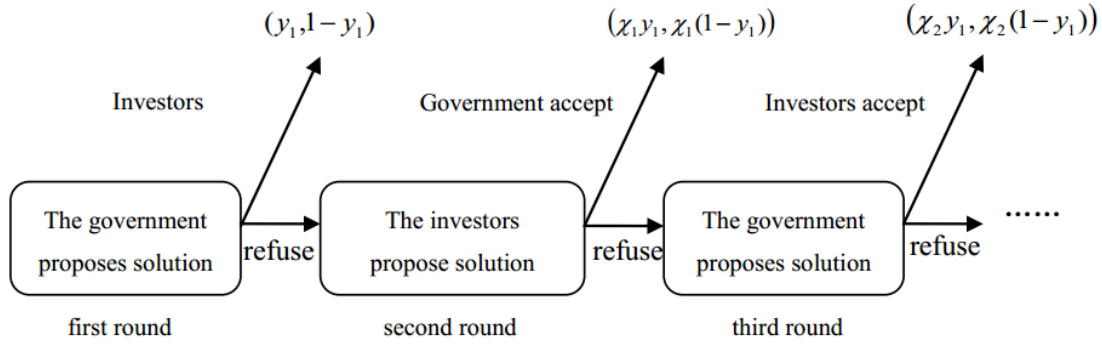 (y₁,1−y₁)
(χ₁y₁,χ₁(1−y₁))
(χ₂y₁,χ₂(1−y₁))
Investors
Government accept
Investors accept
The government
proposes solution
refuse
The investors
propose solution
refuse
The government
proposes solution
refuse
......
first round
second round
third round